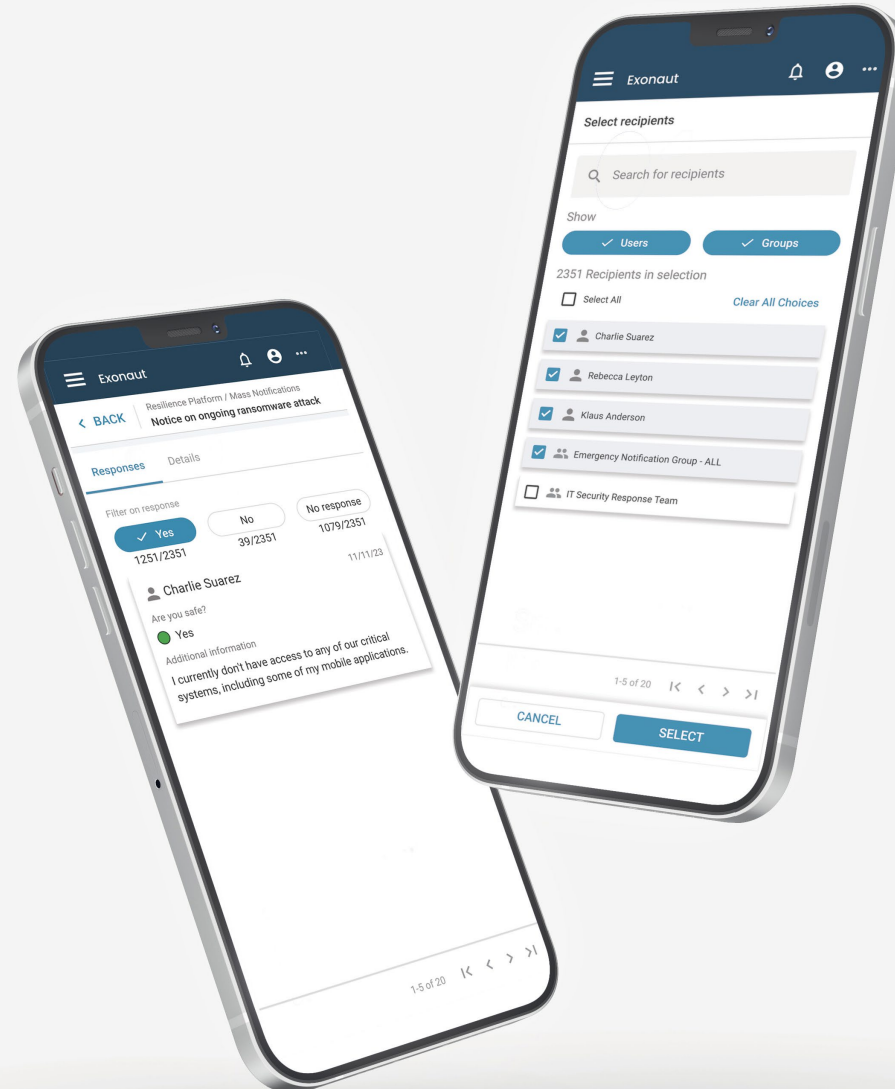 Exonaut
BACK
Resilience Platform / Mass Notifications
Notice on ongoing ransomware attack
Responses
Details
Filter on response
Yes
No
No response
1251/2351
39/2351
1079/2351
Charlie Suarez
11/11/23
Are you safe?
Yes
Additional information
I currently don't have access to any of our critical
systems, including some of my mobile applications.
1-5 of 20
Exonaut
Select recipients
Search for recipients
Show
Users
Groups
2351 Recipients in selection
Select All
Clear All Choices
Charlie Suarez
Rebecca Leyton
Klaus Anderson
Emergency Notification Group - ALL
IT Security Response Team
1-5 of 20
CANCEL
SELECT